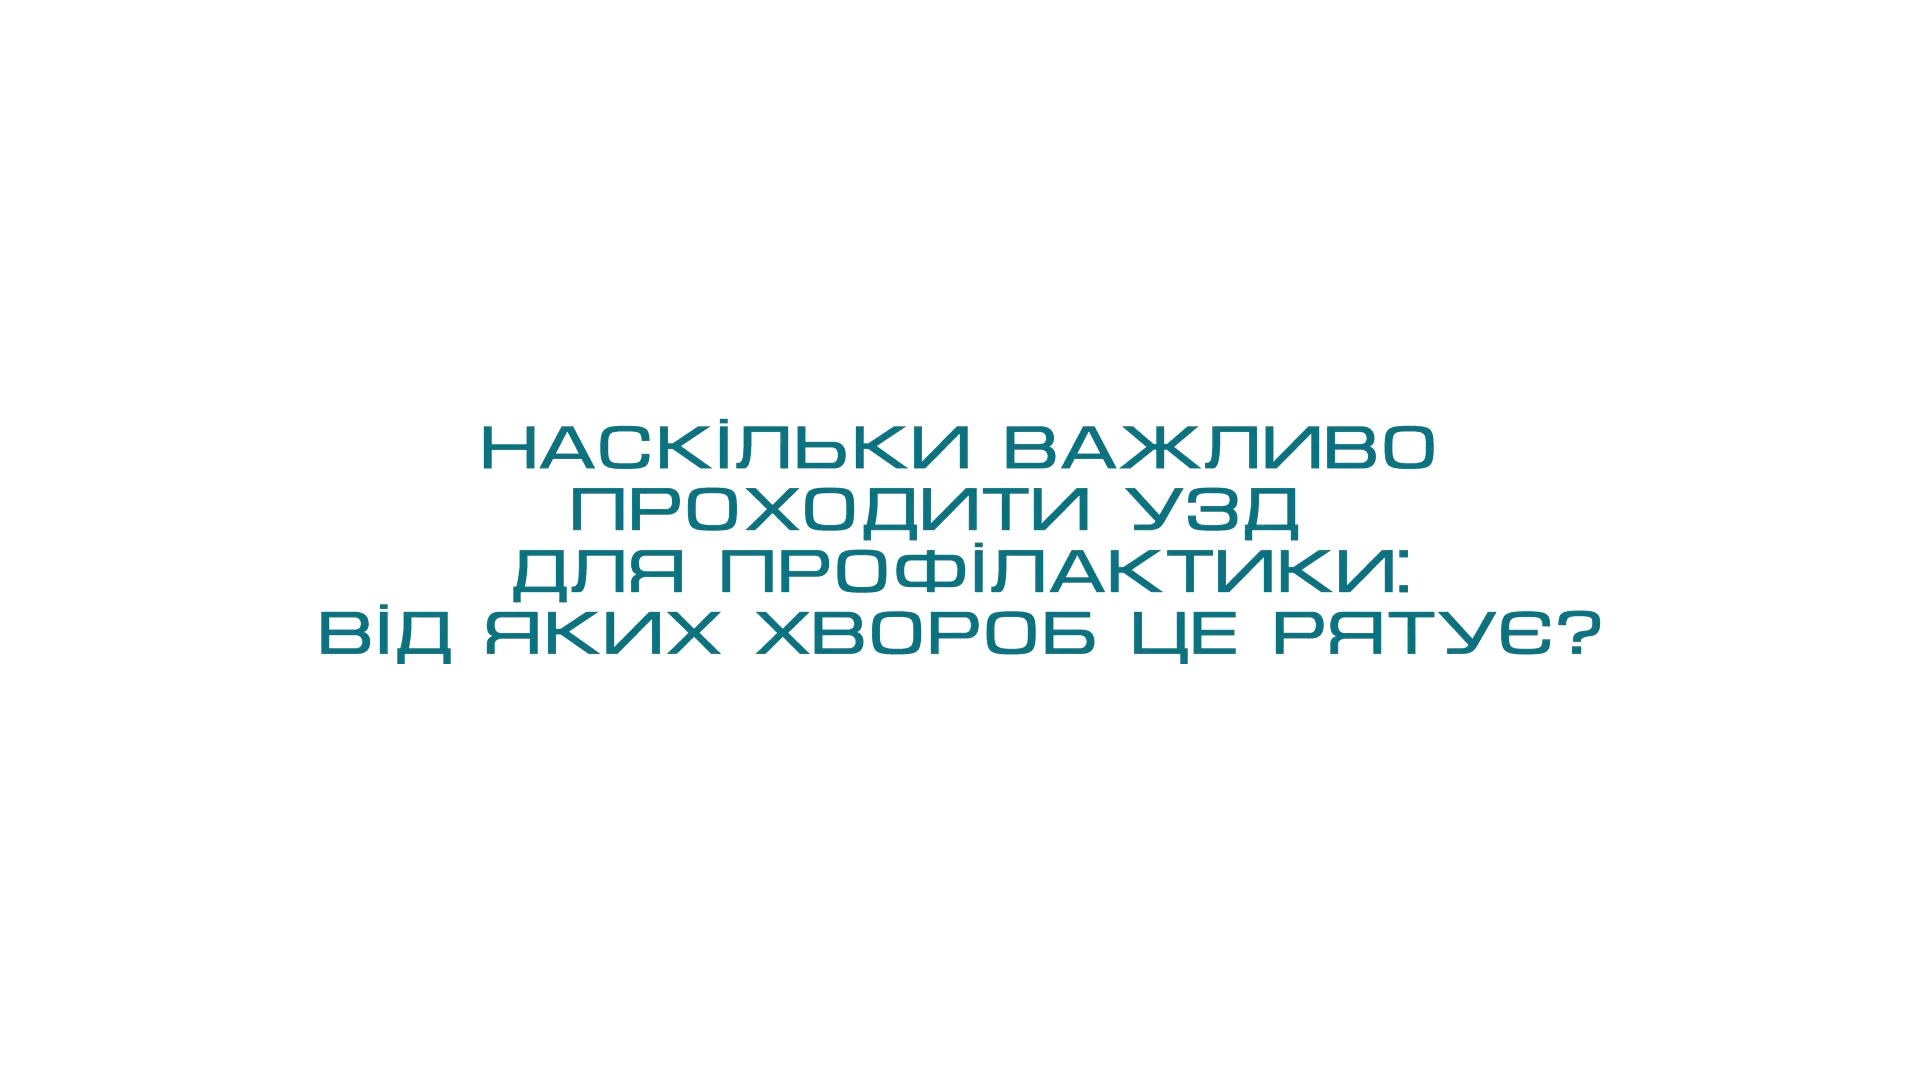 НАСКІЛЬКИ ВАЖЛИВО
ПРОХОДИТИ УЗД
ДЛЯ ПРОФІЛАКТИКИ:
ВІД ЯКИХ ХВОРОБ ЦЕ РЯТУЄ?